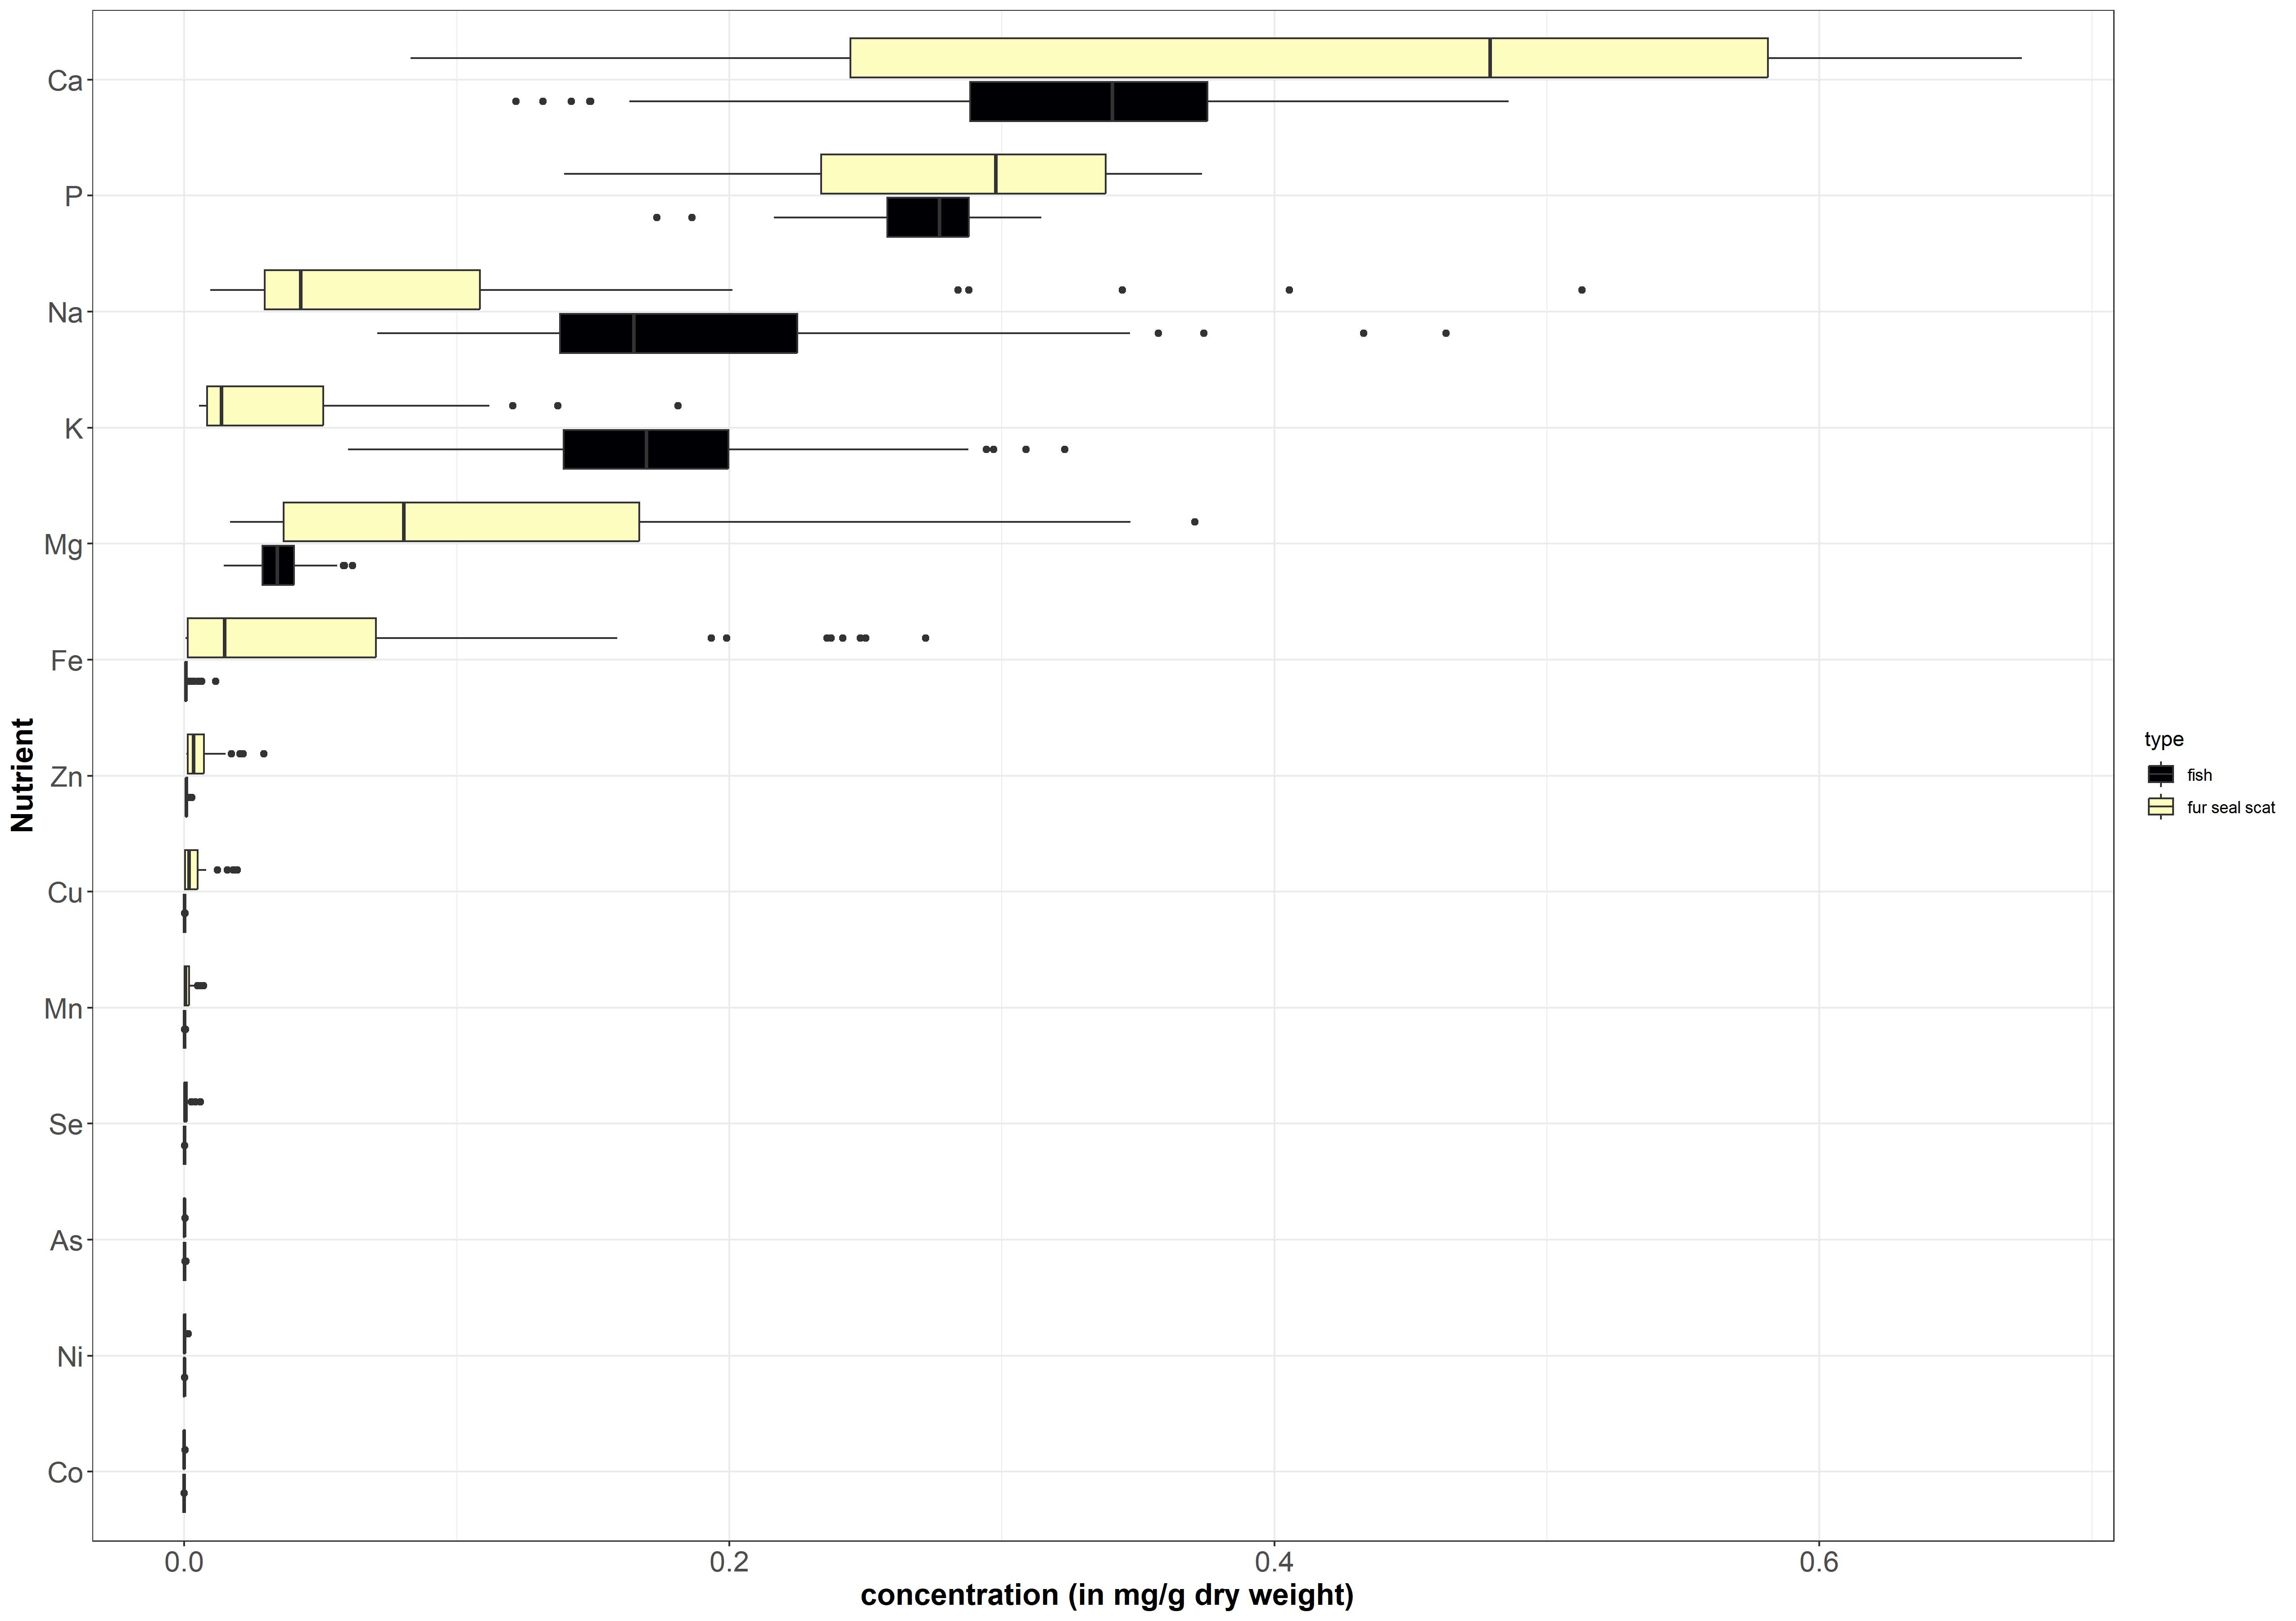 Ca
P
Na
K
Mg
Fe
Zn
Cu
Mn
Se
As
Ni
Co
Nutrient
0.0 0.2 0.4 0.6
concentration (in mg/g dry weight)
type
fish
fur seal scat